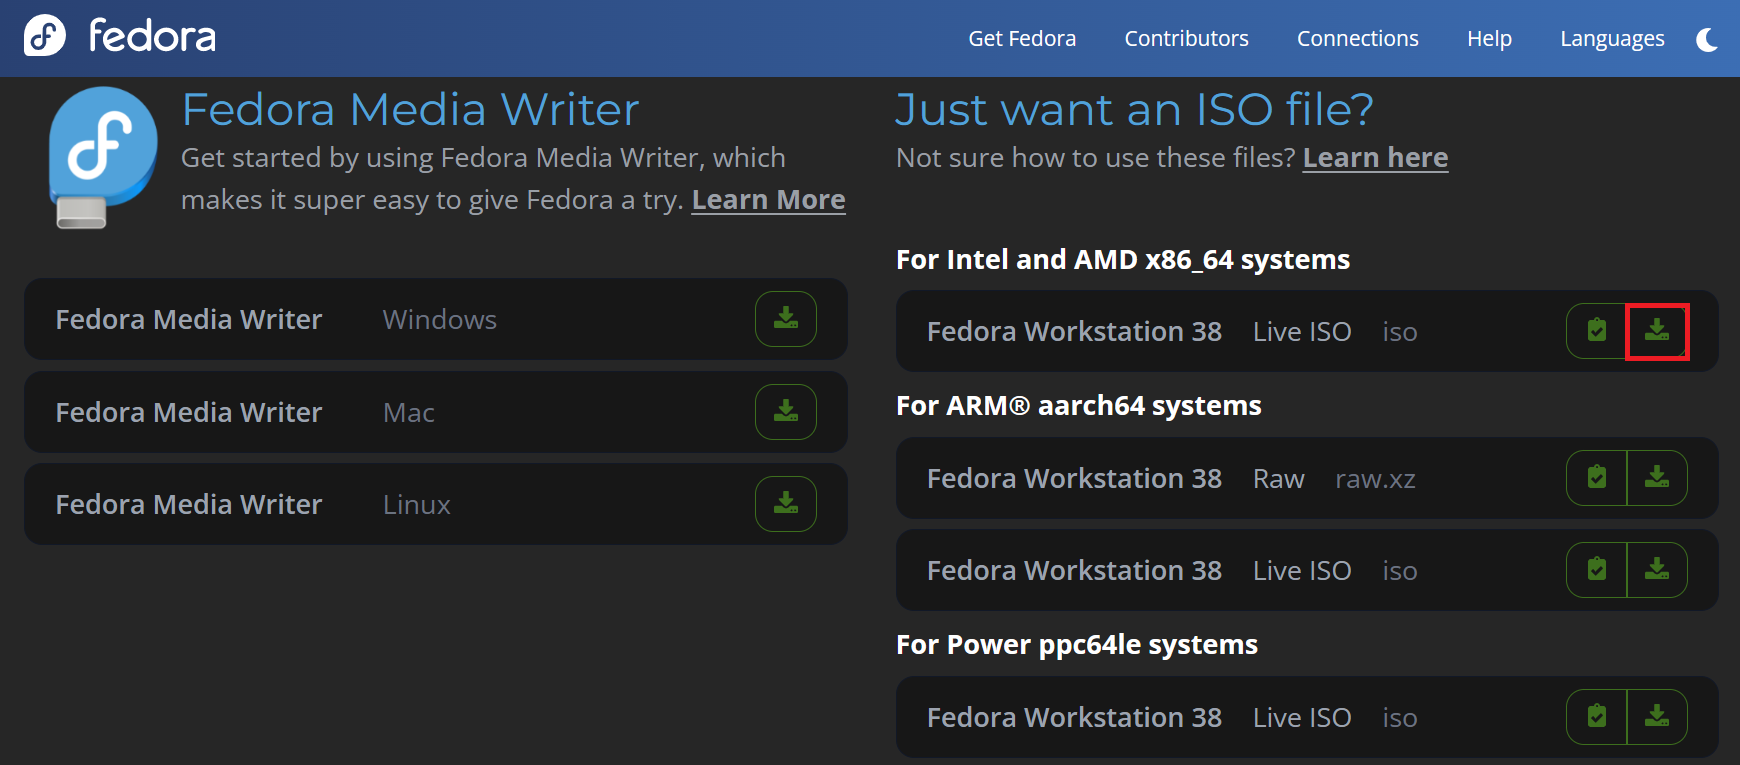 fedora
Get Fedora Contributors Connections Help Languages
Fedora Media Writer
Get started by using Fedora Media Writer, which
makes it super easy to give Fedora a try. Learn More
Fedora Media Writer Windows
Fedora Media Writer Mac
Fedora Media Writer Linux
Just want an ISO file?
Not sure how to use these files? Learn here
For Intel and AMD x86_64 systems
Fedora Workstation 38 Live ISO iso
For ARM® aarch64 systems
Fedora Workstation 38 Raw raw.xz
Fedora Workstation 38 Live ISO iso
For Power ppc64le systems
Fedora Workstation 38 Live ISO iso